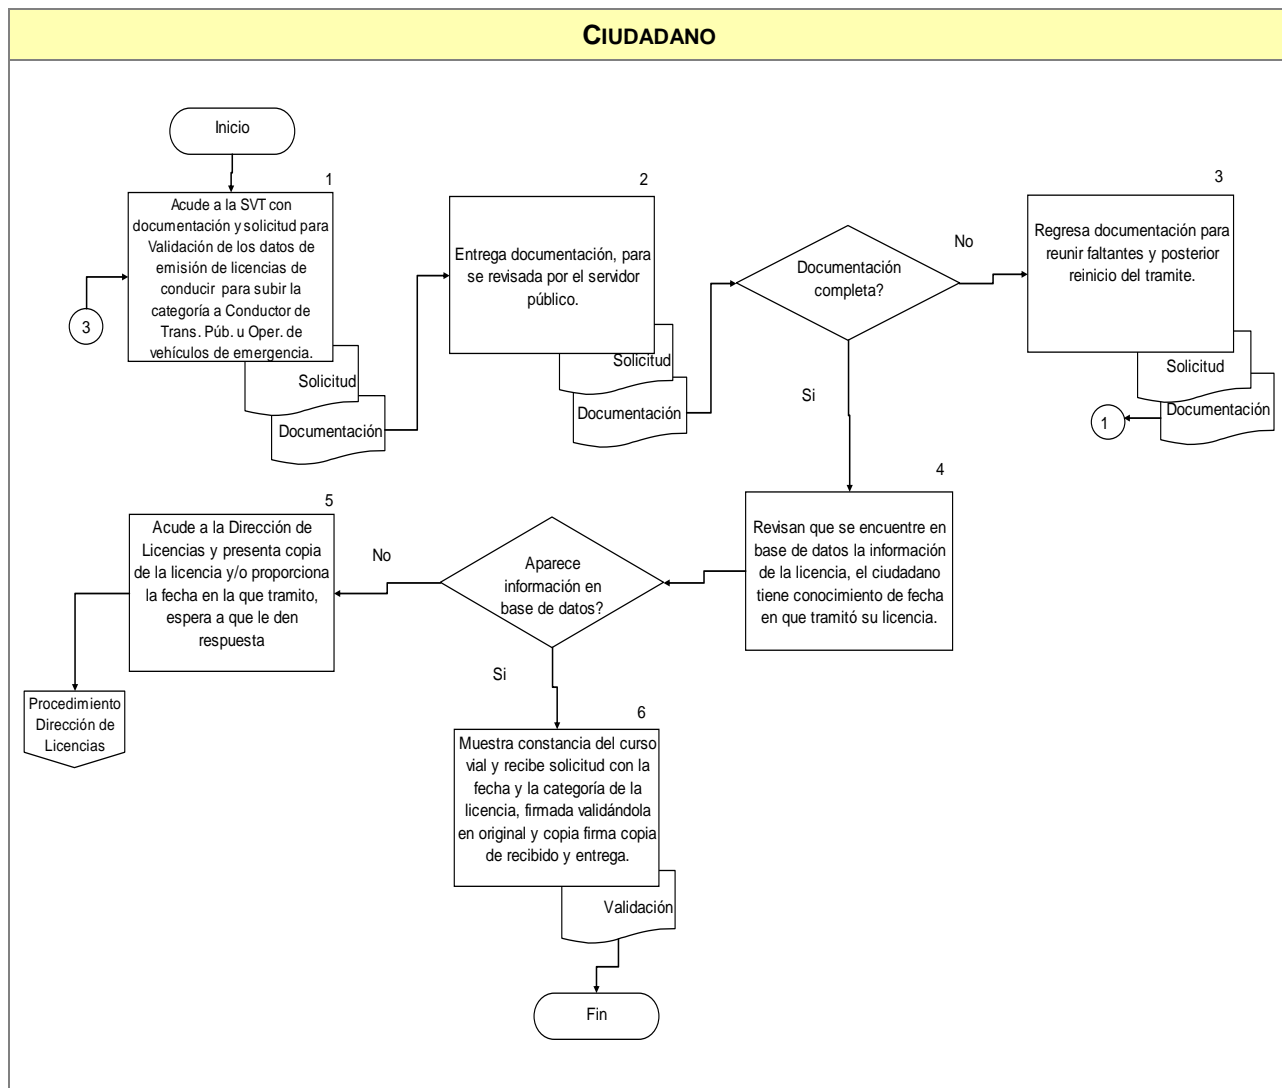 CIUDADANO
Inicio
1
Acude a la SVT con
documentación y solicitud para
Validación de los datos de
emisión de licencias de
conducir para subir la
categoría a Conductor de
Trans. Púb. u Oper. de
vehículos de emergencia.
3
Solicitud
Documentación
2
Entrega documentación, para
se revisada por el servidor
público.
Solicitud
Documentación
Documentación
completa?
No
Si
3
Regresa documentación para
reunir faltantes y posterior
reinicio del tramite.
Solicitud
Documentación
1
4
Revisan que se encuentre en
base de datos la información
de la licencia, el ciudadano
tiene conocimiento de fecha
en que tramitó su licencia.
Aparece
información en
base de datos?
No
Si
5
Acude a la Dirección de
Licencias y presenta copia
de la licencia y/o proporciona
la fecha en la que tramito,
espera a que le den
respuesta
Procedimiento
Dirección de
Licencias
6
Muestra constancia del curso
vial y recibe solicitud con la
fecha y la categoría de la
licencia, firmada validándola
en original y copia firma copia
de recibido y entrega.
Validación
Fin